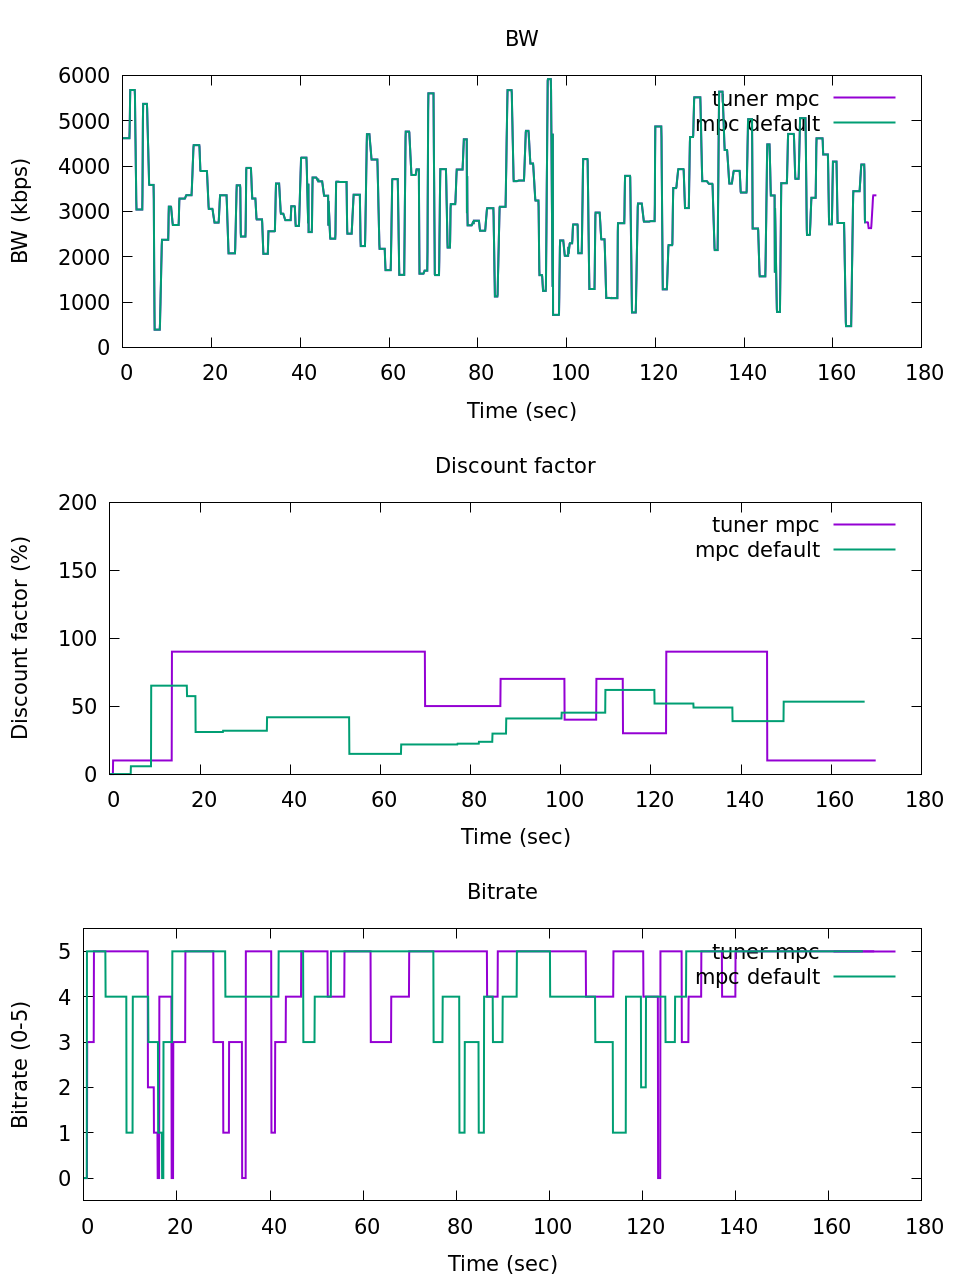 BW
6000
5000
4000
3000
2000
1000
0
BW (kbps)
tuner mpc
mpc default
0 20 40 60 80 100 120 140 160 180
Time (sec)
Discount factor
200
150
100
50
0
Discount factor (%)
tuner mpc
mpc default
0 20 40 60 80 100 120 140 160 180
Time (sec)
Bitrate
5
4
3
2
1
0
Bitrate (0-5)
tuner mpc
mpc default
0 20 40 60 80 100 120 140 160 180
Time (sec)